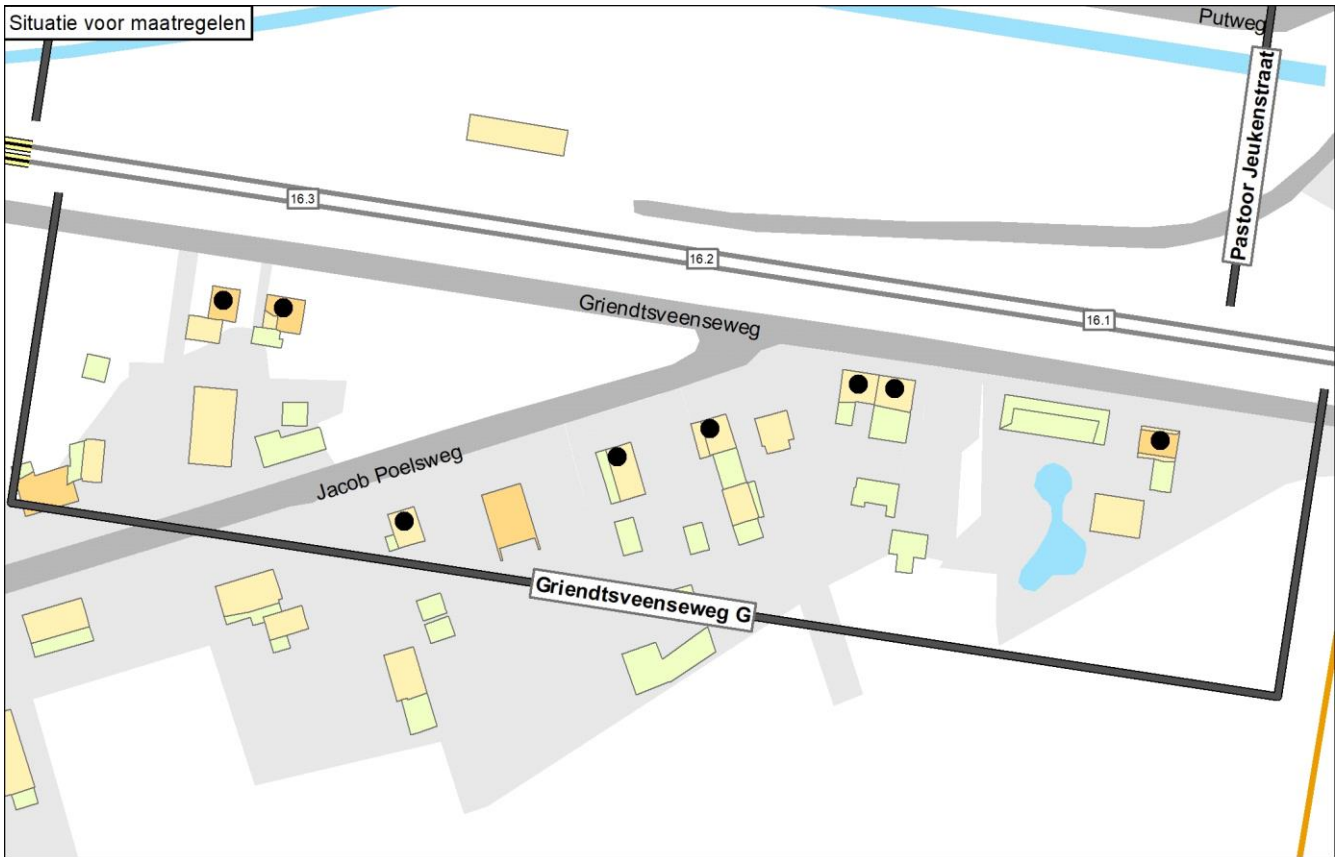 Situatie voor maatregelen
Putweg
Pastoor Jeukenstraat
16.3
16.2
16.1
Griendtsveenseweg
Jacob Poelsweg
Griendtsveenseweg G